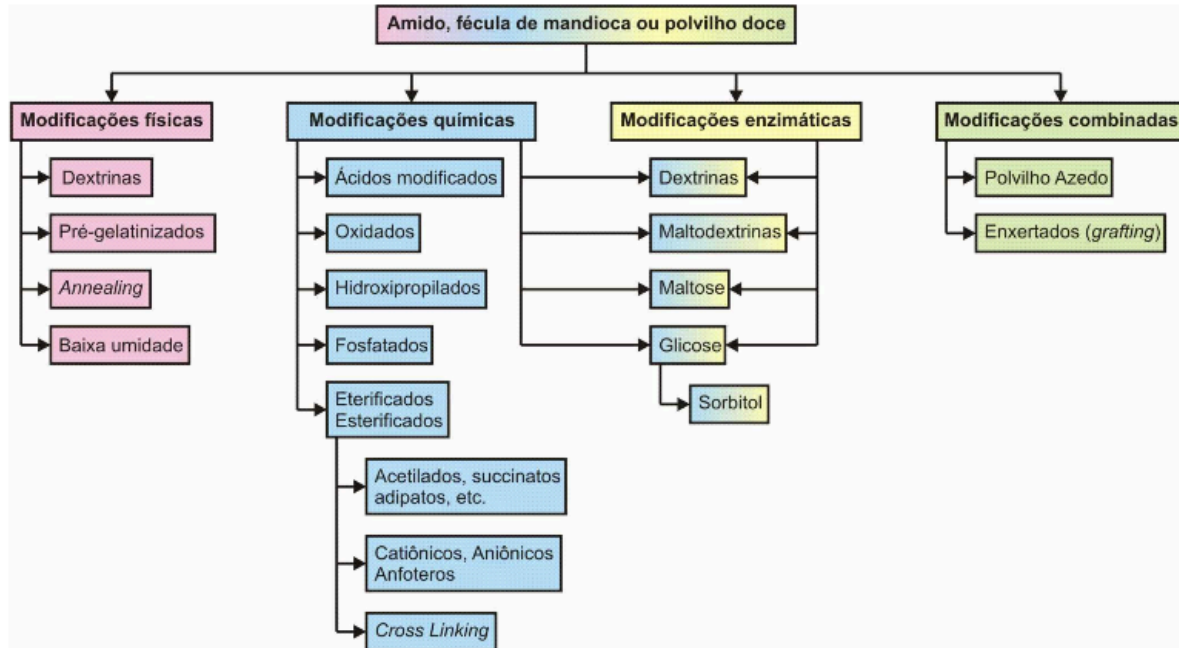 Amido, fécula de mandioca ou polvilho doce
Modificações físicas
Dextrinas
Pré-gelatinizados
Annealing
Baixa umidade
Modificações químicas
Ácidos modificados
Oxidados
Hidroxipropilados
Fosfatados
Eterificados
Esterificados
Acetilados, succinatos
adipatos, etc.
Catiônicos, Aniônicos
Anfoteros
Cross Linking
Modificações enzimáticas
Dextrinas
Maltodextrinas
Maltose
Glicose
Sorbitol
Modificações combinadas
Polvilho Azedo
Enxertados (grafting)